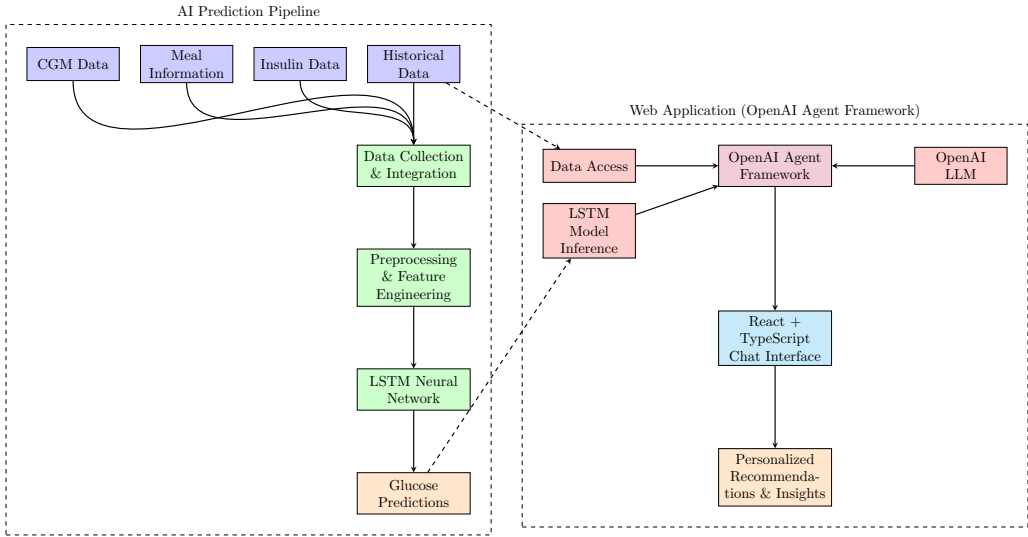 AI Prediction Pipeline
CGM Data
Meal
Information
Insulin Data
Historical
Data
Data Collection
& Integration
Preprocessing
& Feature
Engineering
LSTM Neural
Network
Glucose
Predictions
Web Application (OpenAI Agent Framework)
Data Access
LSTM
Model
Inference
OpenAI Agent
Framework
OpenAI
LLM
React +
TypeScript
Chat Interface
Personalized
Recommenda-
tions & Insights